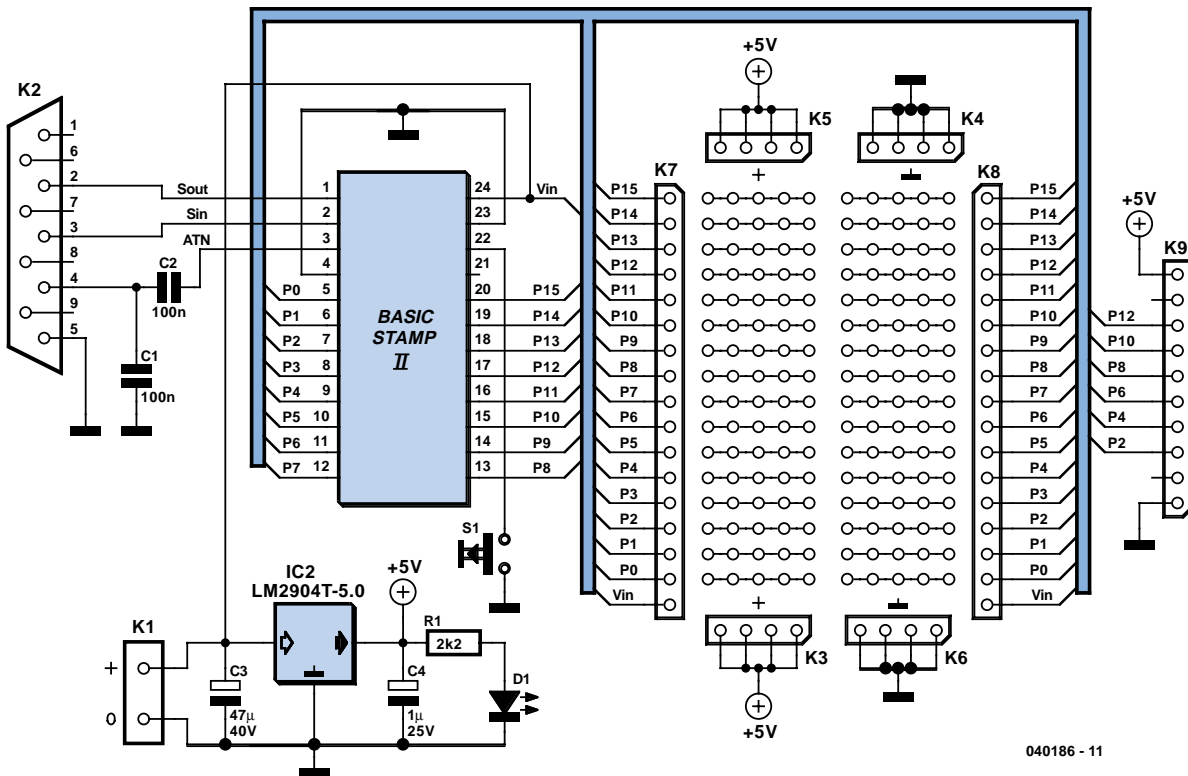 K2
1
6
2
7
3
8
4
9
5
Sout
Sin
ATN
C2
100n
C1
100n
P0
P1
P2
P3
P4
P5
P6
P7
1
2
3
4
5
6
7
8
9
10
11
12
BASIC
STAMP
II
24
23
22
21
20
19
18
17
16
15
14
13
Vin
P15
P14
P13
P12
P11
P10
P9
P8
S1
K1
+
0
C3
47µ
40V
IC2
LM2904T-5.0
+5V
C4
1µ
25V
R1
2k2
D1
+5V
K5
+
K4
K7
P15
P14
P13
P12
P11
P10
P9
P8
P7
P6
P5
P4
P3
P2
P1
P0
Vin
K8
P15
P14
P13
P12
P11
P10
P9
P8
P7
P6
P5
P4
P3
P2
P1
P0
Vin
+
K3
+5V
K6
+5V
K9
P12
P10
P8
P6
P4
P2
040186 - 11